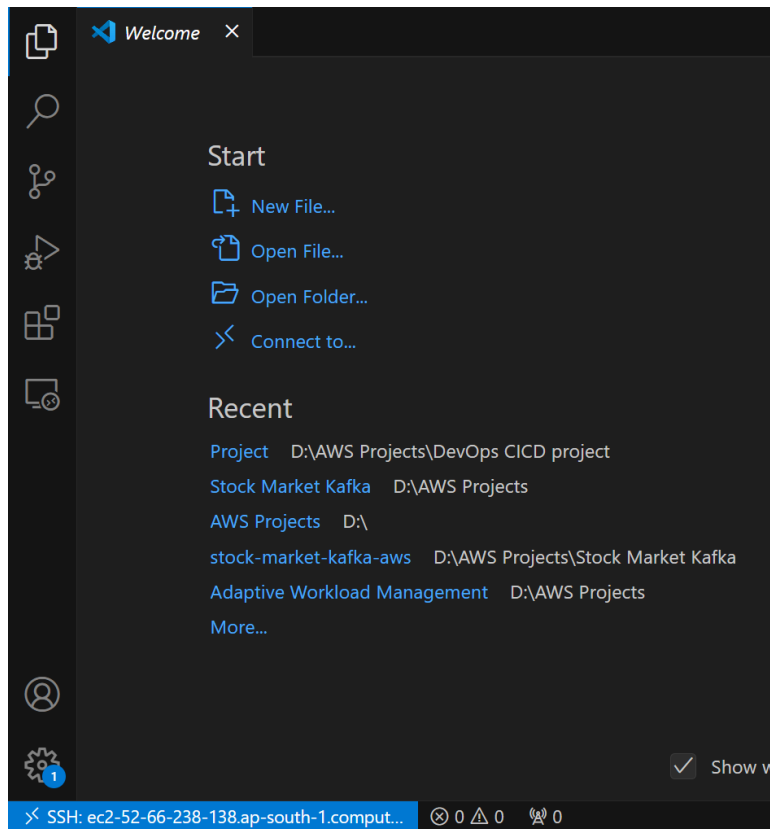 Welcome
Start
New File...
Open File...
Open Folder...
Connect to...
Recent
Project D:\AWS Projects\DevOps CICD project
Stock Market Kafka D:\AWS Projects
AWS Projects D:\
stock-market-kafka-aws D:\AWS Projects\Stock Market Kafka
Adaptive Workload Management D:\AWS Projects
More...
Show w
1
SSH: ec2-52-66-238-138.ap-south-1.comput... 0 0 0